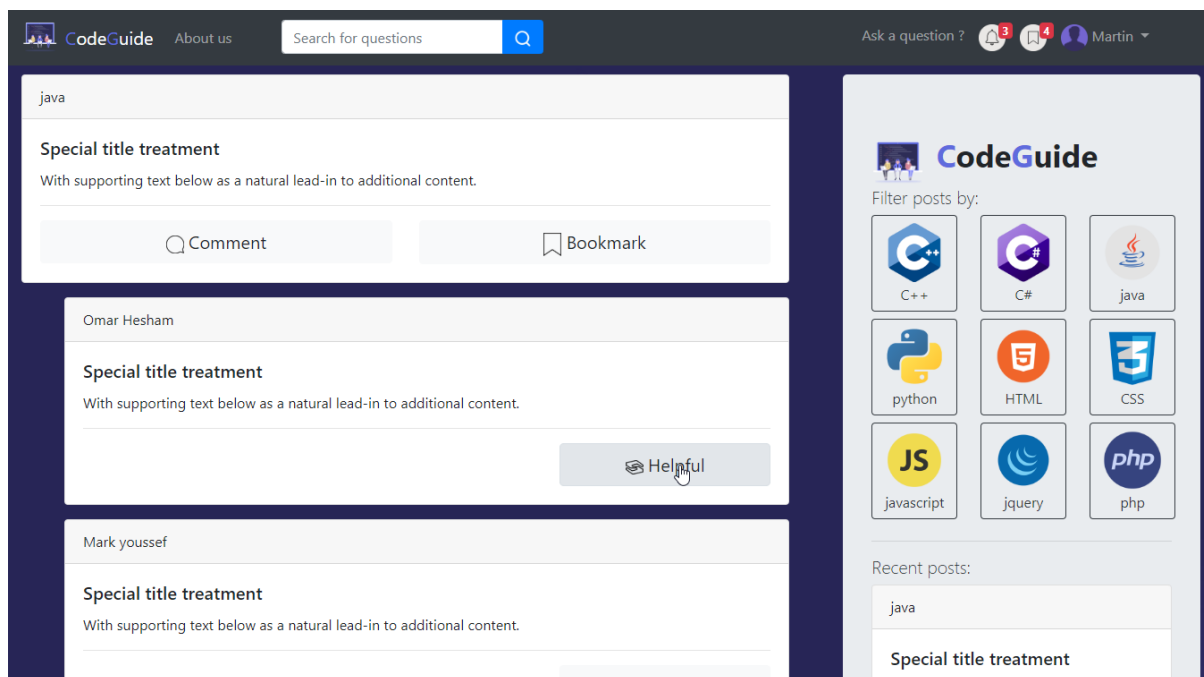 CodeGuide About us Search for questions Ask a question ? 3 4 Martin
java
Special title treatment
With supporting text below as a natural lead-in to additional content.
Comment Bookmark
Omar Hesham
Special title treatment
With supporting text below as a natural lead-in to additional content.
Helpful
Mark youssef
Special title treatment
With supporting text below as a natural lead-in to additional content.
CodeGuide
Filter posts by:
C++ C#
C++ C# java
5 3
python HTML CSS
JS php
javascript jquery php
Recent posts:
java
Special title treatment